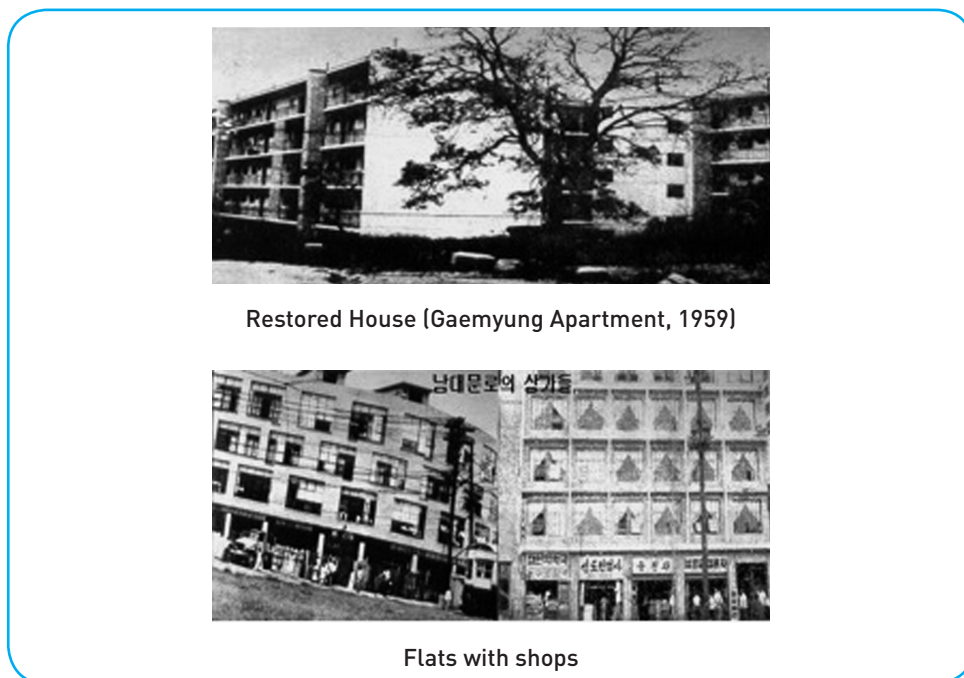 Restored House (Gaemyung Apartment, 1959)
남대문로의 상가들
Flats with shops